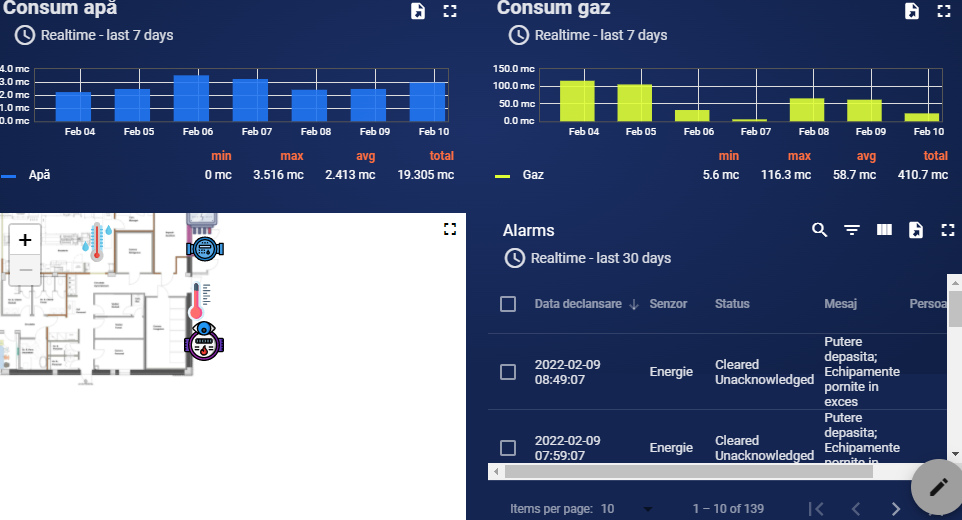 Consum apă
Realtime - last 7 days
4.0 mc
3.0 mc
2.0 mc
1.0 mc
0.0 mc
Feb 04 Feb 05 Feb 06 Feb 07 Feb 08 Feb 09 Feb 10
min max avg total
Apă 0 mc 3.516 mc 2.413 mc 19.305 mc
Consum gaz
Realtime - last 7 days
150.0 mc
100.0 mc
50.0 mc
0.0 mc
Feb 04 Feb 05 Feb 06 Feb 07 Feb 08 Feb 09 Feb 10
min max avg total
Gaz 5.6 mc 116.3 mc 58.7 mc 410.7 mc
+
Alarms
Realtime - last 30 days
Data declansare Senzor Status Mesaj Persoa
2022-02-09
08:49:07
Energie
Cleared
Unacknowledged
Putere
depasita;
Echipamente
pornite in
exces
2022-02-09
07:59:07
Energie
Cleared
Unacknowledged
Putere
depasita;
Echipamente
pornite in
Items per page: 10 1 – 10 of 139